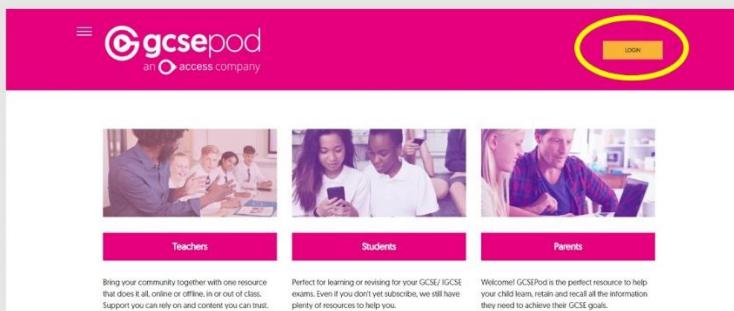 gcsepod
an access company
LOGIN
Teachers
Students
Parents
Bring your community together with one resource
that does it all, online or offline, in or out of class.
Support you can rely on and content you can trust.
Perfect for learning or revising for your GCSE/ IGCSE
exams. Even if you don't yet subscribe, we still have
plenty of resources to help you.
Welcome! GCSEPod is the perfect resource to help
your child learn, retain and recall all the information
they need to achieve their GCSE goals.